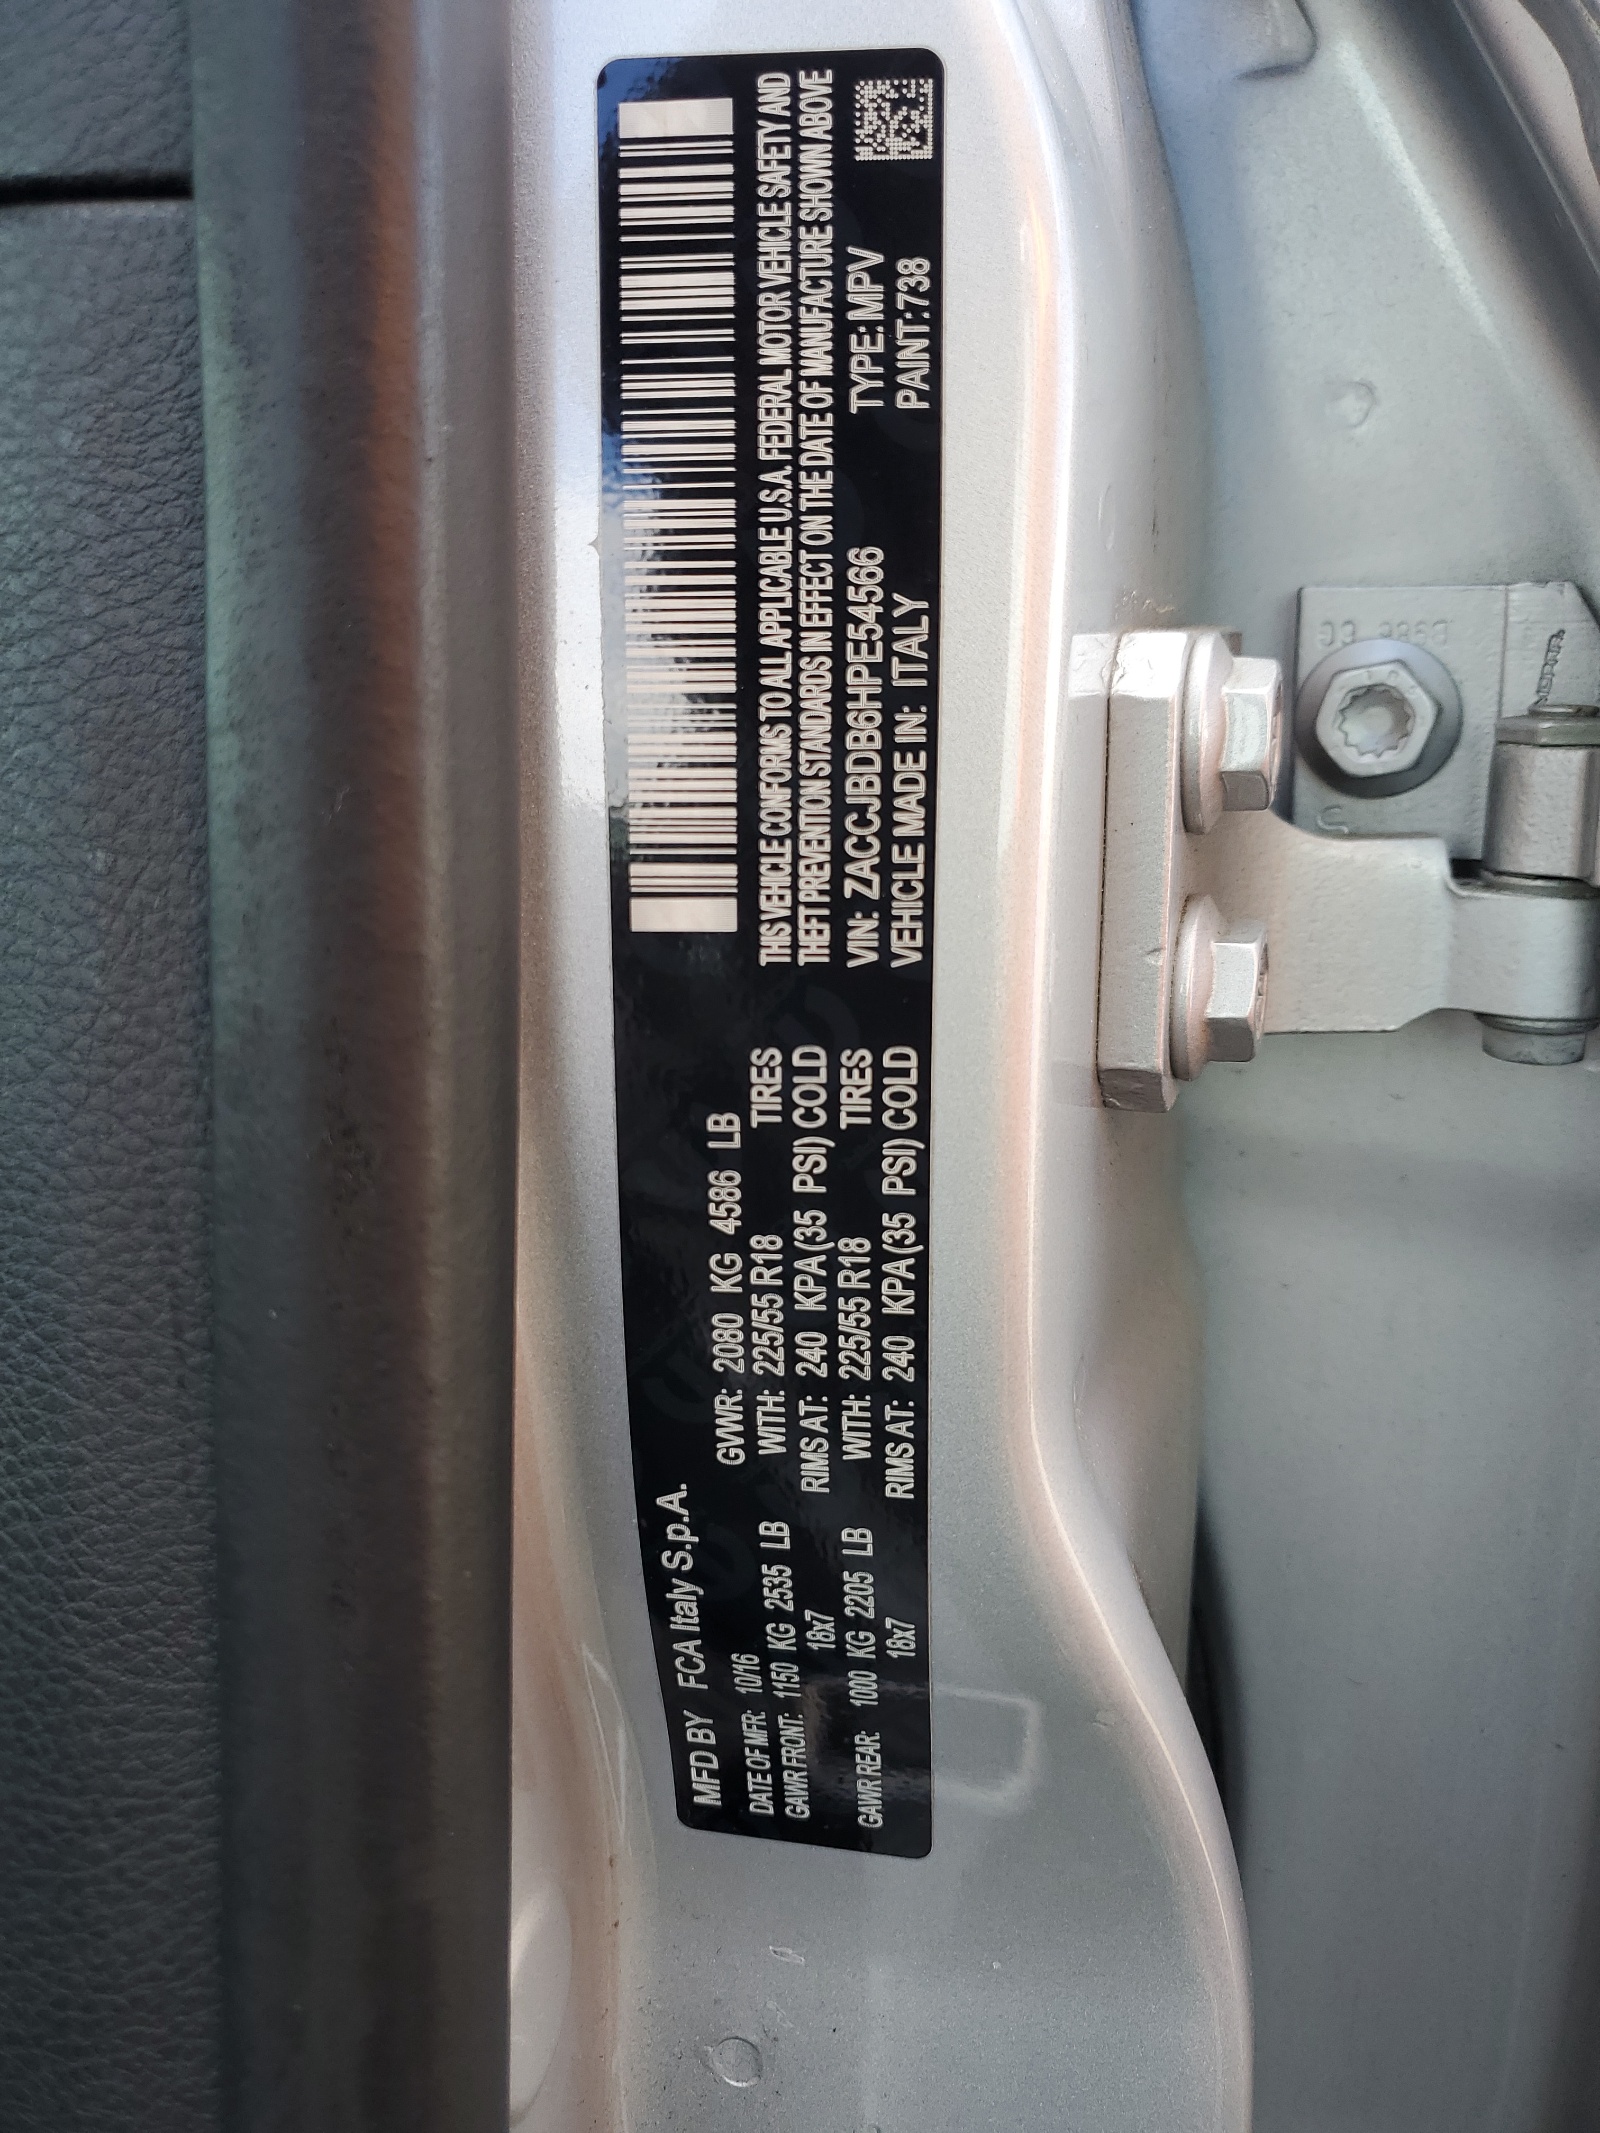 MFD BY FCA Italy S.p.A.
DATE OF MFR: 10/16 GVWR: 2080 KG 4586 LB
GAWR FRONT: 1150 KG 2535 LB WITH: 225/55 R18 TIRES
18x7 RIMS AT: 240 KPA (35 PSI) COLD
GAWR REAR: 1000 KG 2205 LB WITH: 225/55 R18 TIRES
18x7 RIMS AT: 240 KPA (35 PSI) COLD
THIS VEHICLE CONFORMS TO ALL APPLICABLE U.S.A. FEDERAL MOTOR VEHICLE SAFETY AND
THEFT PREVENTION STANDARDS IN EFFECT ON THE DATE OF MANUFACTURE SHOWN ABOVE
VIN: ZACCJBDB6HPE54566 TYPE: MPV
VEHICLE MADE IN: ITALY PAINT: 738